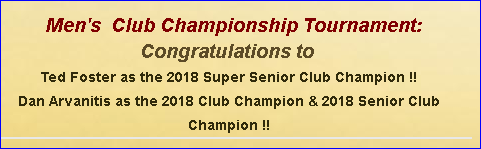 Men's Club Championship Tournament:
Congratulations to
Ted Foster as the 2018 Super Senior Club Champion !!
Dan Arvanitis as the 2018 Club Champion & 2018 Senior Club
Champion !!